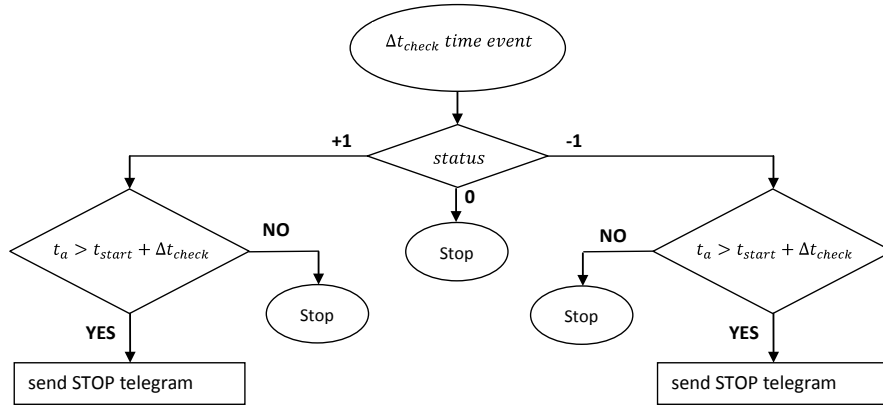 Δt_check time event
+1
status
-1
0
t_a > t_start + Δt_check
NO
Stop
Stop
NO
Stop
t_a > t_start + Δt_check
YES
YES
send STOP telegram
send STOP telegram